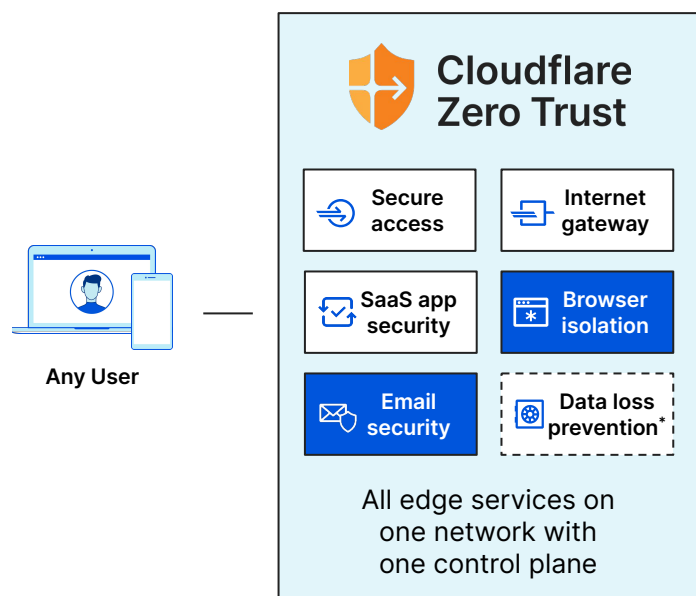 Cloudflare
Zero Trust
Secure
access
Internet
gateway
SaaS app
security
Browser
isolation
Any User
Email
security
Data loss
prevention*
All edge services on
one network with
one control plane